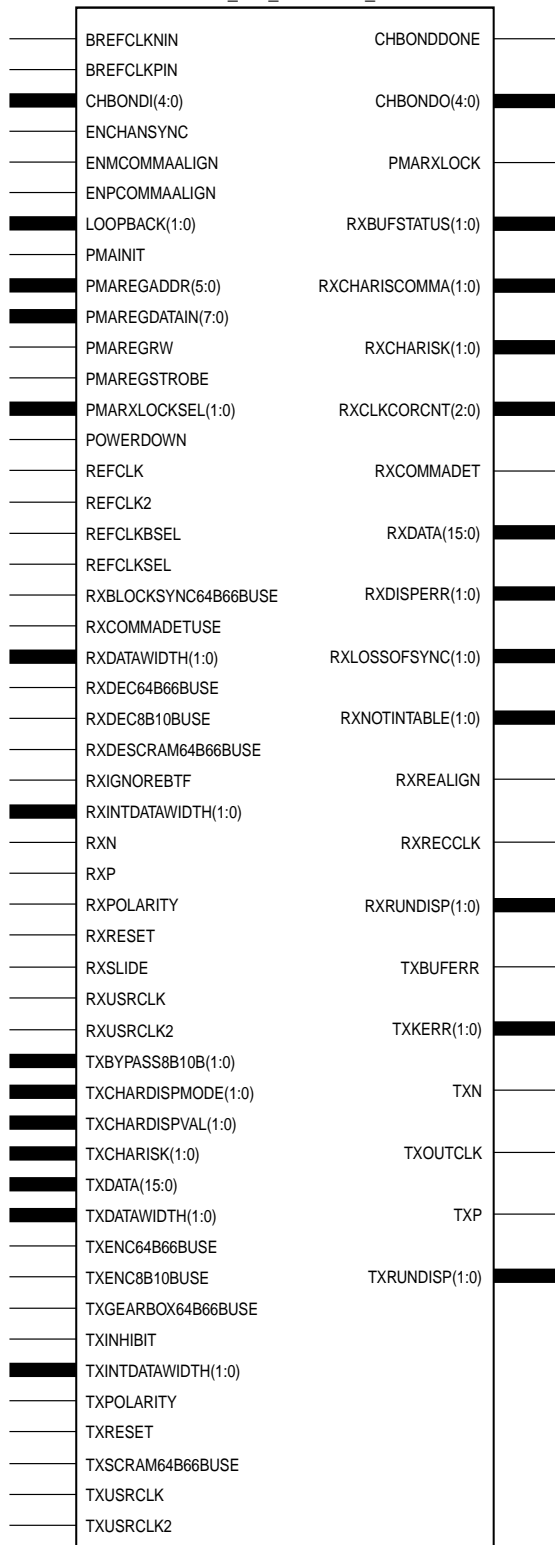 BREFCLKNIN CHBONDDONE
BREFCLKPIN
CHBONDI(4:0) CHBONDO(4:0)
ENCHANSYNC
ENMCOMMAALIGN PMARXLOCK
ENPCOMMAALIGN
LOOPBACK(1:0) RXBUFSTATUS(1:0)
PMAINIT
PMAREGADDR(5:0) RXCHARISCOMMA(1:0)
PMAREGDATAIN(7:0)
PMAREGRW RXCHARISK(1:0)
PMAREGSTROBE
PMARXLOCKSEL(1:0) RXCLKCORCNT(2:0)
POWERDOWN
REFCLK RXCOMMADET
REFCLK2
REFCLKBSEL RXDATA(15:0)
REFCLKSEL
RXBLOCKSYNC64B66BUSE RXDISPERR(1:0)
RXCOMMADETUSE
RXDATAWIDTH(1:0) RXLOSSOFSYNC(1:0)
RXDEC64B66BUSE
RXDEC8B10BUSE RXNOTINTABLE(1:0)
RXDESCRAM64B66BUSE
RXIGNOREBTF RXREALIGN
RXINTDATAWIDTH(1:0)
RXN RXRECCLK
RXP
RXPOLARITY RXRUNDISP(1:0)
RXRESET
RXSLIDE TXBUFERR
RXUSRCLK
RXUSRCLK2 TXKERR(1:0)
TXBYPASS8B10B(1:0)
TXCHARDISPMODE(1:0) TXN
TXCHARDISPVAL(1:0)
TXCHARISK(1:0) TXOUTCLK
TXDATA(15:0)
TXDATAWIDTH(1:0) TXP
TXENC64B66BUSE
TXENC8B10BUSE TXRUNDISP(1:0)
TXGEARBOX64B66BUSE
TXINHIBIT
TXINTDATAWIDTH(1:0)
TXPOLARITY
TXRESET
TXSCRAM64B66BUSE
TXUSRCLK
TXUSRCLK2